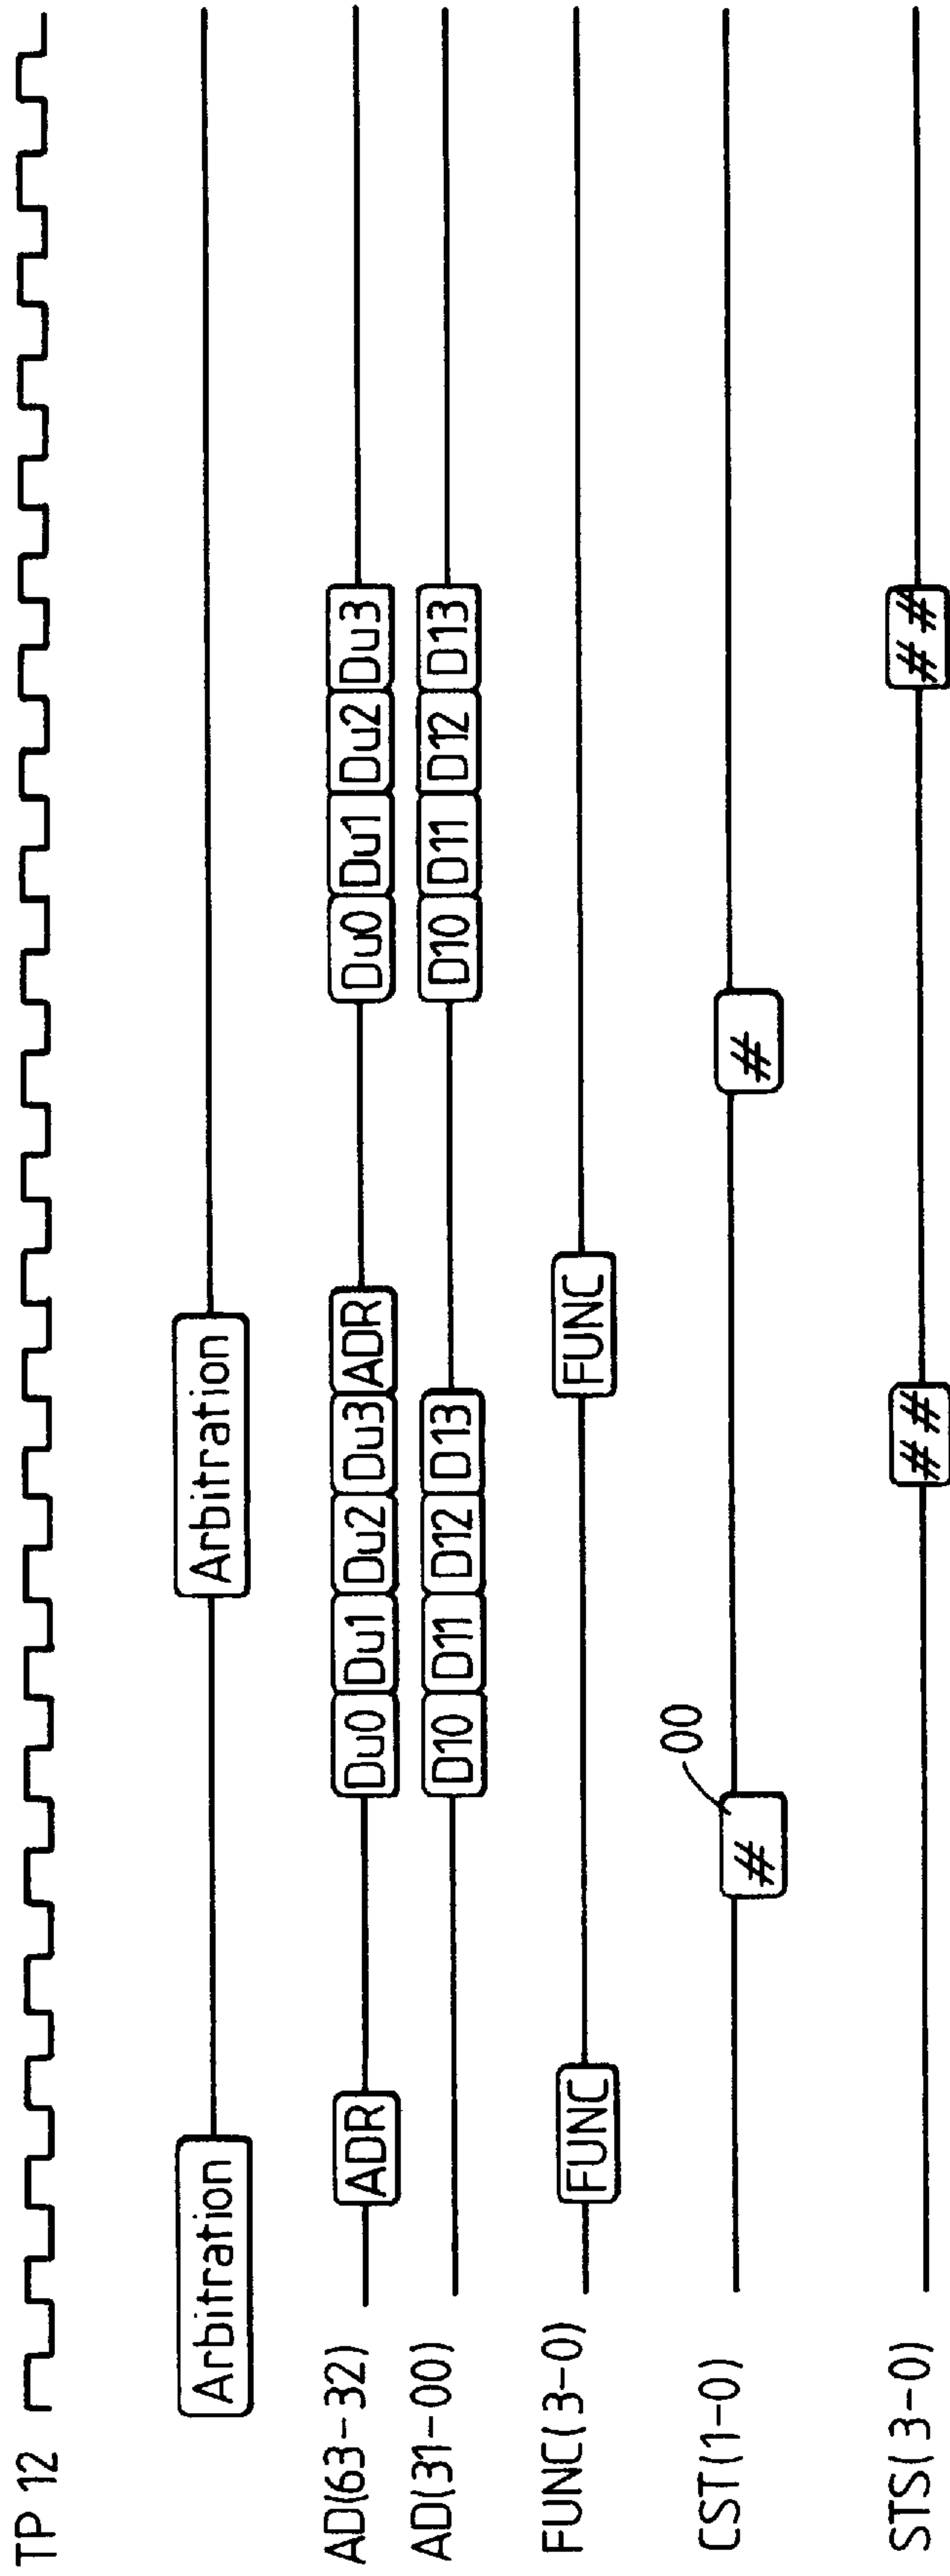 TP 12
Arbitration Arbitration
AD(63-32) ADR Du0 Du1 Du2 Du3 ADR Du0 Du1 Du2 Du3
AD(31-00) D10 D11 D12 D13 D10 D11 D12 D13
FUNC(3-0) FUNC FUNC
00
CST(1-0) # #
STS(3-0) ## ##